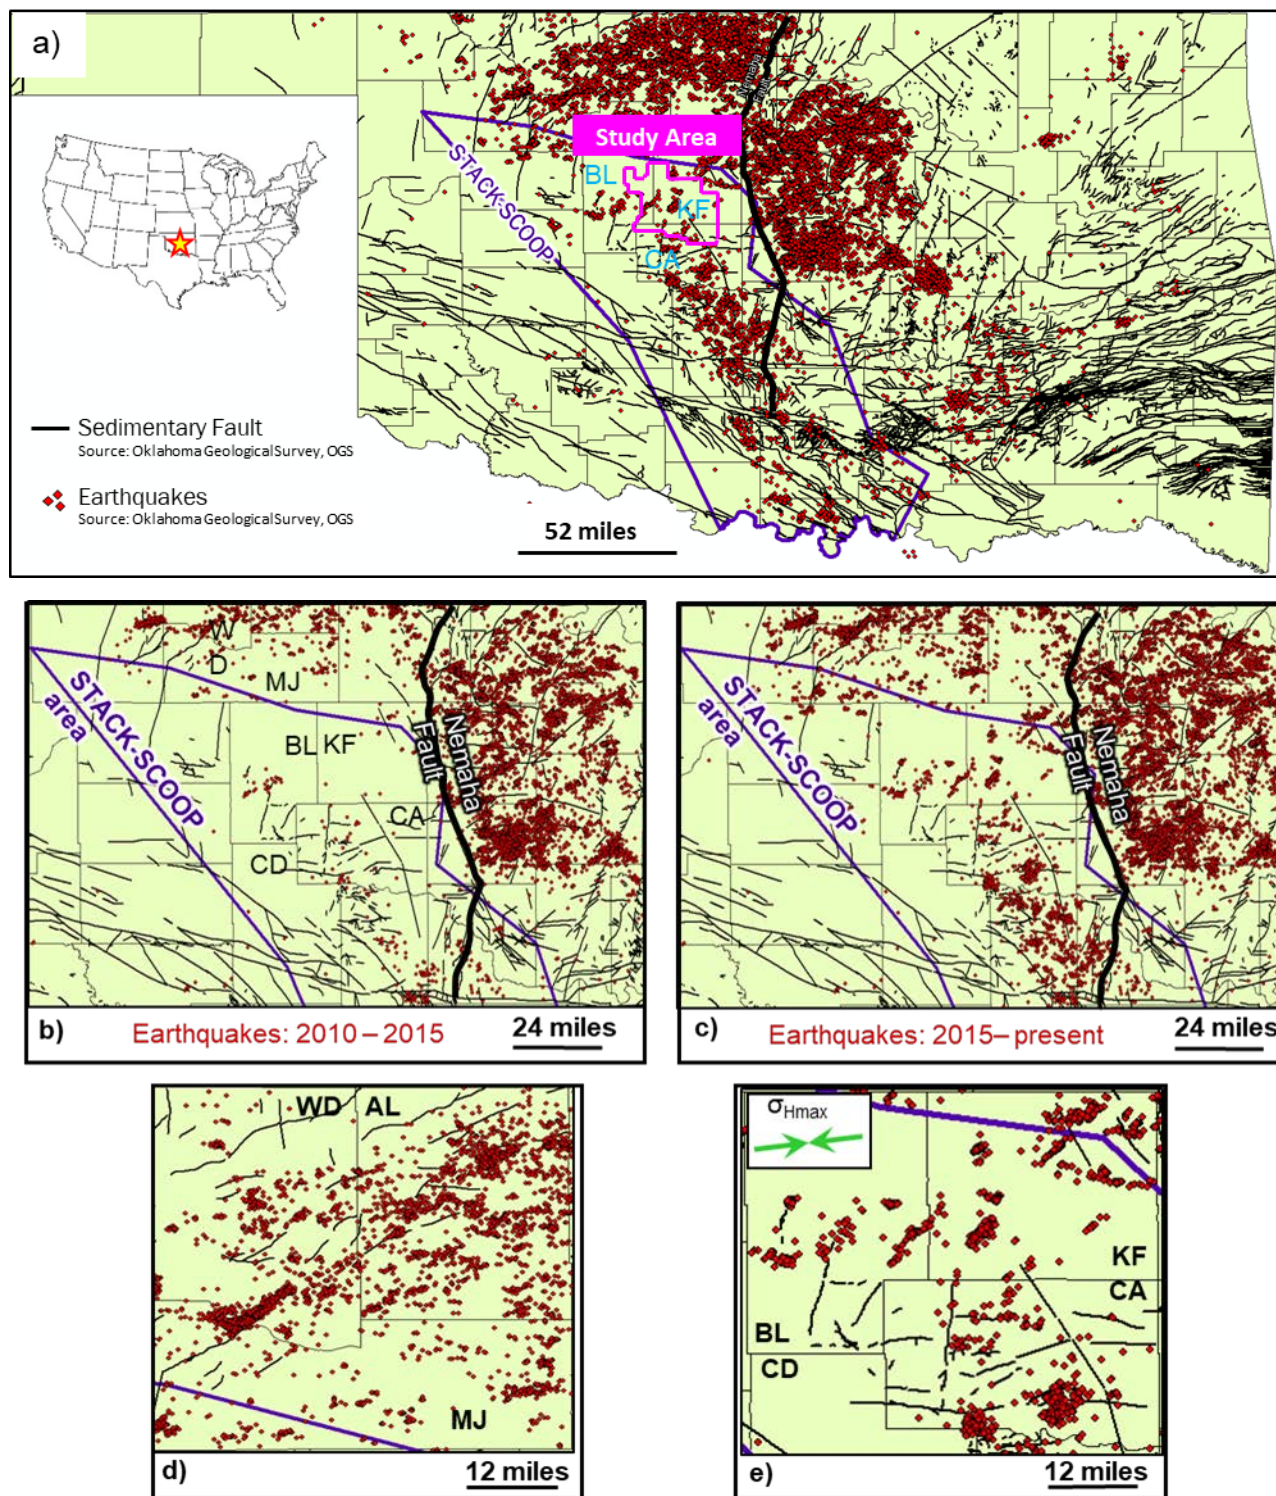 a)
Nemaha
Fault
Study Area
BL
STACK-SCOOP
KF
CA
Sedimentary Fault
Source: Oklahoma Geological Survey, OGS
Earthquakes
Source: Oklahoma Geological Survey, OGS
52 miles
W
D
MJ
STACK-SCOOP
area
BL KF
Nemaha
Fault
CA
CD
b)
Earthquakes: 2010 – 2015
24 miles
STACK-SCOOP
area
Nemaha
Fault
c)
Earthquakes: 2015– present
24 miles
WD AL
MJ
d)
12 miles
σHmax
KF
CA
BL
CD
e)
12 miles